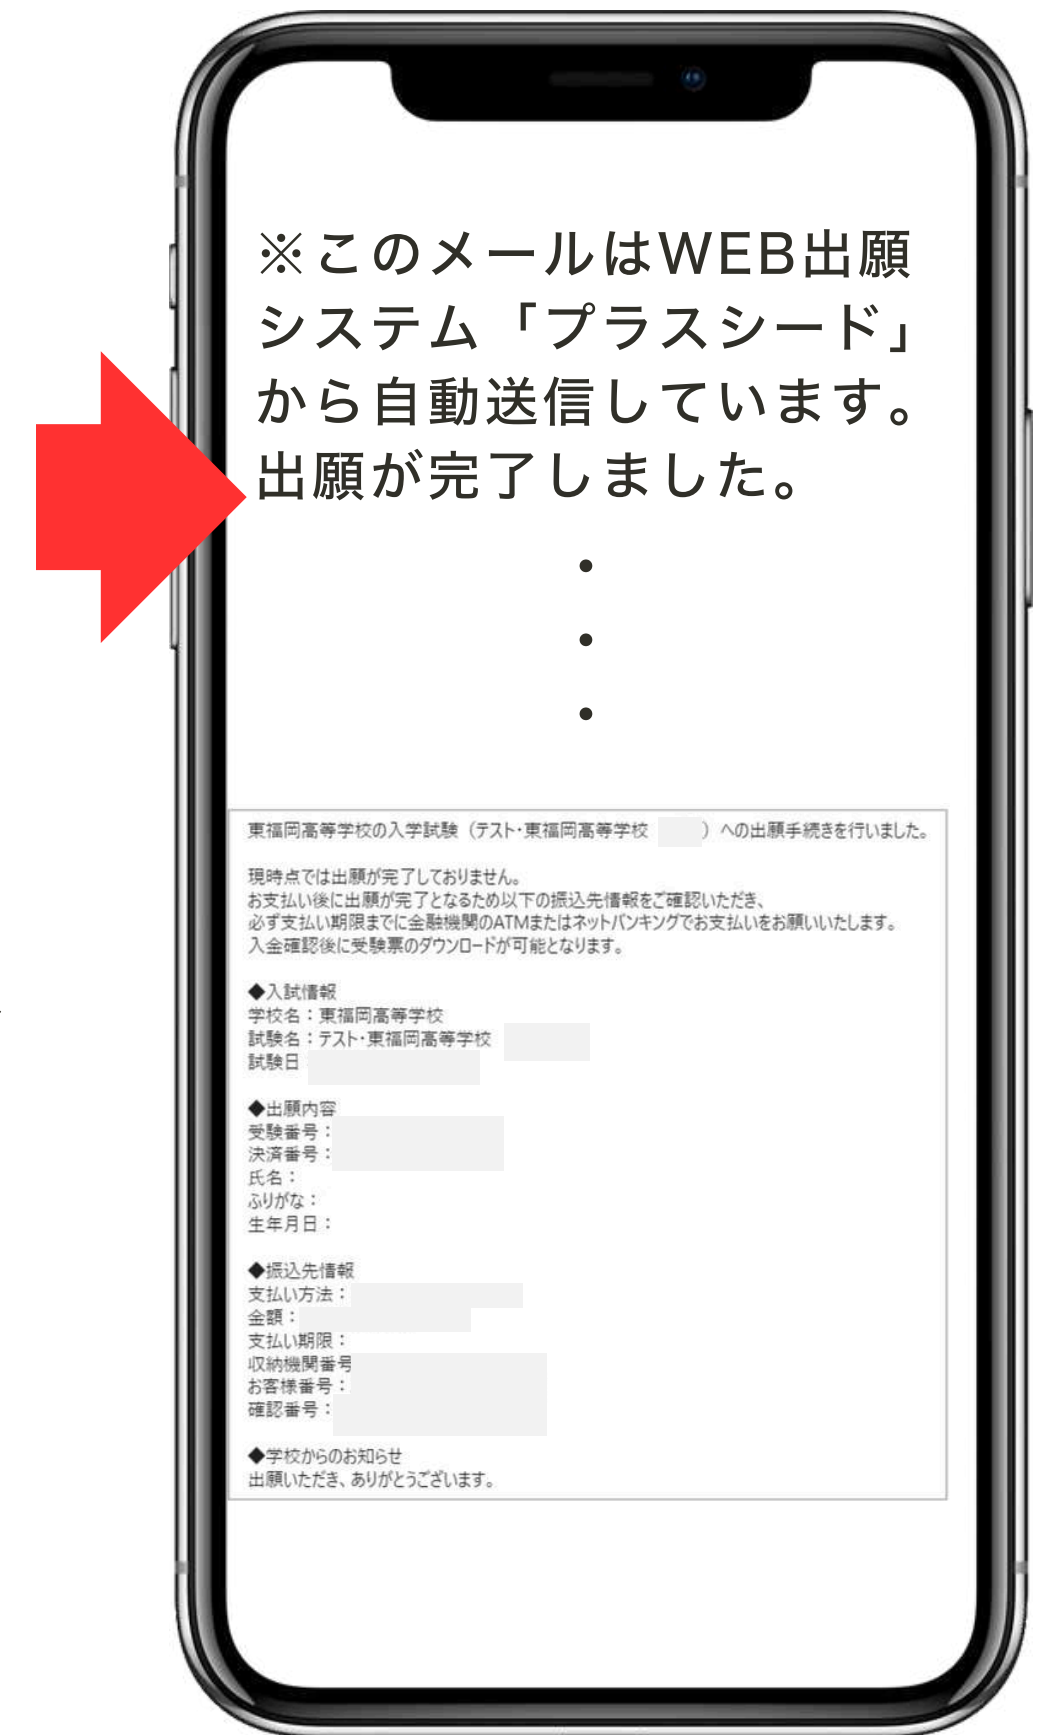 ※このメールはWEB出願
システム「プラスシード」
から自動送信しています。
出願が完了しました。
・
・
・
東福岡高等学校の入学試験（テスト・東福岡高等学校　　）への出願手続きを行いました。
現時点では出願が完了しておりません。
お支払い後に出願が完了となるため以下の振込先情報をご確認いただき、
必ず支払い期限までに金融機関のATMまたはネットバンキングでお支払いをお願いいたします。
入金確認後に受験票のダウンロードが可能となります。
◆入試情報
学校名：東福岡高等学校
試験名：テスト・東福岡高等学校
試験日
◆出願内容
受験番号：
決済番号：
氏名：
ふりがな：
生年月日：
◆振込先情報
支払い方法：
金額：
支払い期限：
収納機関番号
お客様番号：
確認番号：
◆学校からのお知らせ
出願いただき、ありがとうございます。